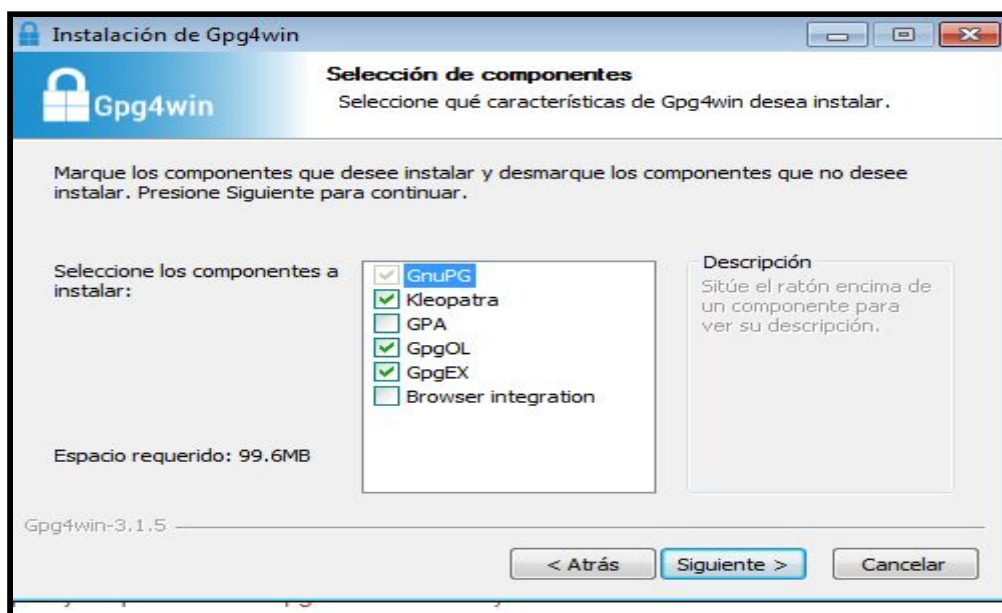 Instalación de Gpg4win
Gpg4win
Selección de componentes
Seleccione qué características de Gpg4win desea instalar.
Marque los componentes que desee instalar y desmarque los componentes que no desee
instalar. Presione Siguiente para continuar.
Seleccione los componentes a
instalar:
GnuPG
Kleopatra
GPA
GpgOL
GpgEX
Browser integration
Descripción
Sitúe el ratón encima de
un componente para
ver su descripción.
Espacio requerido: 99.6MB
Gpg4win-3.1.5
< Atrás
Siguiente >
Cancelar